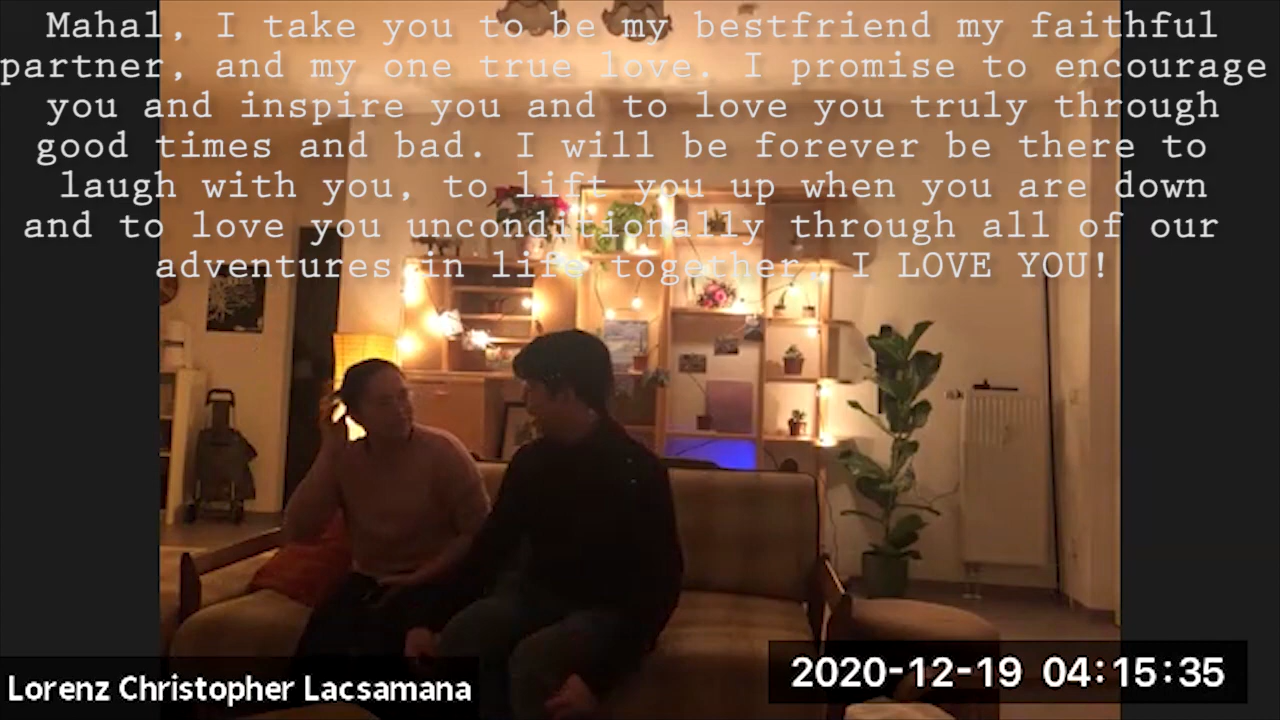 Mahal, I take you to be my bestfriend my faithful
partner, and my one true love. I promise to encourage
you and inspire you and to love you truly through
good times and bad. I will be forever be there to
laugh with you, to lift you up when you are down
and to love you unconditionally through all of our
adventures in life together, I LOVE YOU!
Lorenz Christopher Lacsamana
2020-12-19 04:15:35